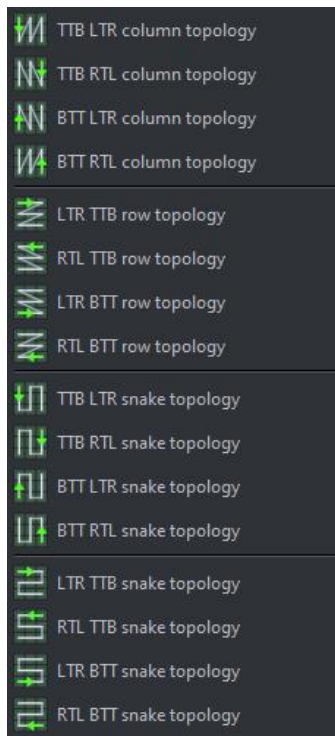 TTB LTR column topology
TTB RTL column topology
BTT LTR column topology
BTT RTL column topology
LTR TTB row topology
RTL TTB row topology
LTR BTT row topology
RTL BTT row topology
TTB LTR snake topology
TTB RTL snake topology
BTT LTR snake topology
BTT RTL snake topology
LTR TTB snake topology
RTL TTB snake topology
LTR BTT snake topology
RTL BTT snake topology